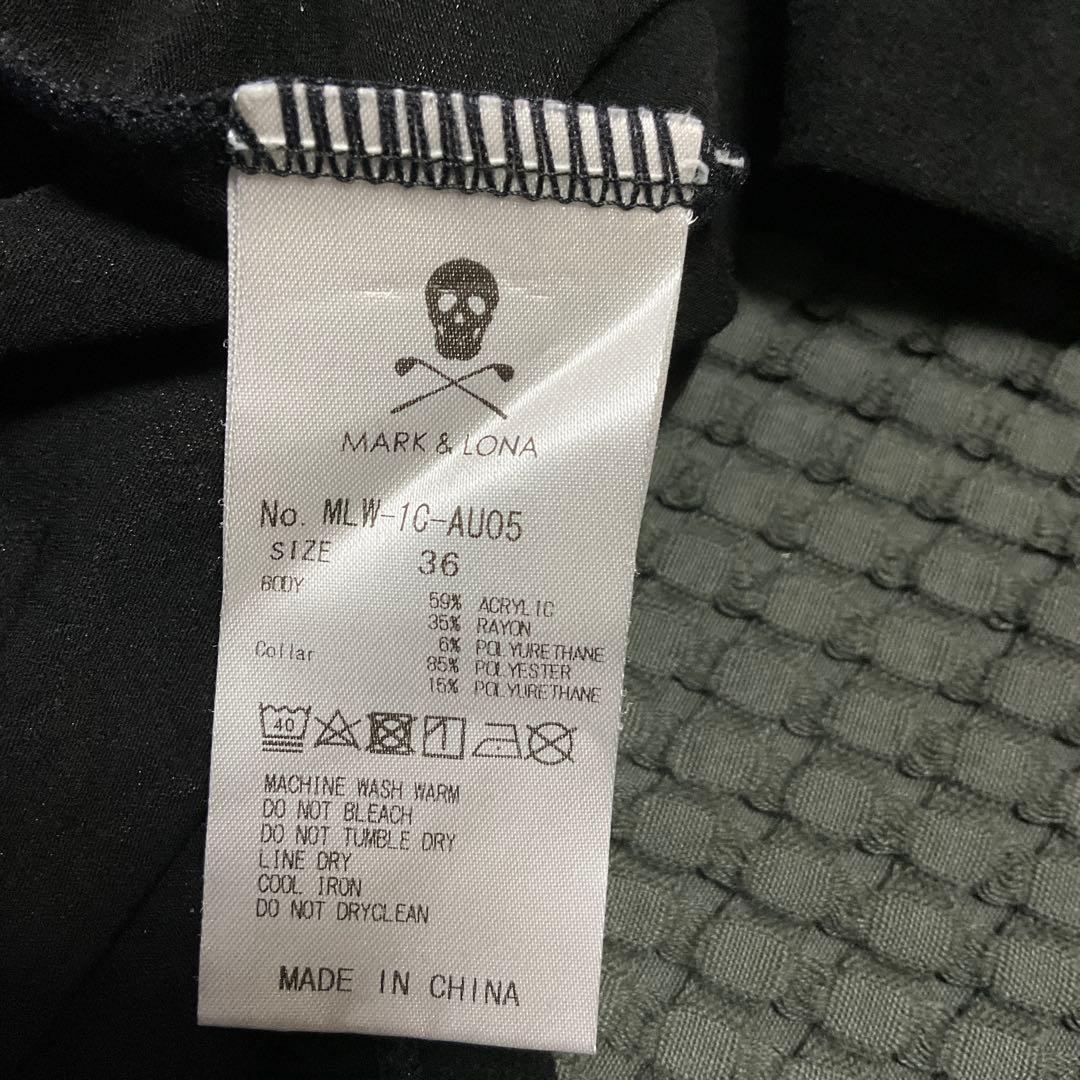 MARK & LONA
No. MLW-1C-AU05
SIZE 36
BODY
59% ACRYLIC
35% RAYON
6% POLYURETHANE
Collar
85% POLYESTER
15% POLYURETHANE
40
MACHINE WASH WARM
DO NOT BLEACH
DO NOT TUMBLE DRY
LINE DRY
COOL IRON
DO NOT DRYCLEAN
MADE IN CHINA